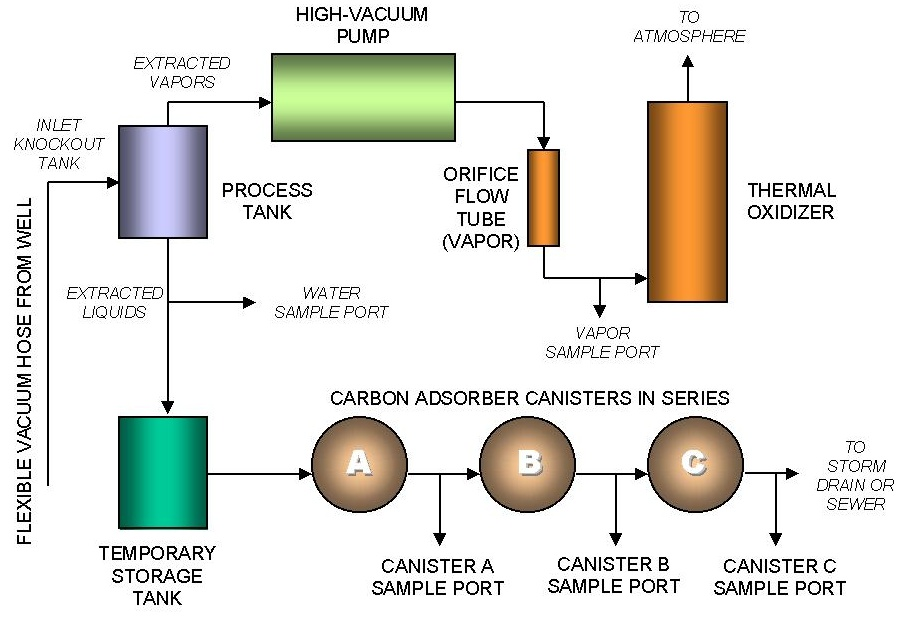 HIGH-VACUUM
PUMP
TO
ATMOSPHERE
EXTRACTED
VAPORS
INLET
KNOCKOUT
TANK
PROCESS
TANK
ORIFICE
FLOW
TUBE
(VAPOR)
THERMAL
OXIDIZER
FLEXIBLE VACUUM HOSE FROM WELL
EXTRACTED
LIQUIDS
WATER
SAMPLE PORT
VAPOR
SAMPLE PORT
CARBON ADSORBER CANISTERS IN SERIES
A
B
C
TO
STORM
DRAIN OR
SEWER
TEMPORARY
STORAGE
TANK
CANISTER A
SAMPLE PORT
CANISTER B
SAMPLE PORT
CANISTER C
SAMPLE PORT